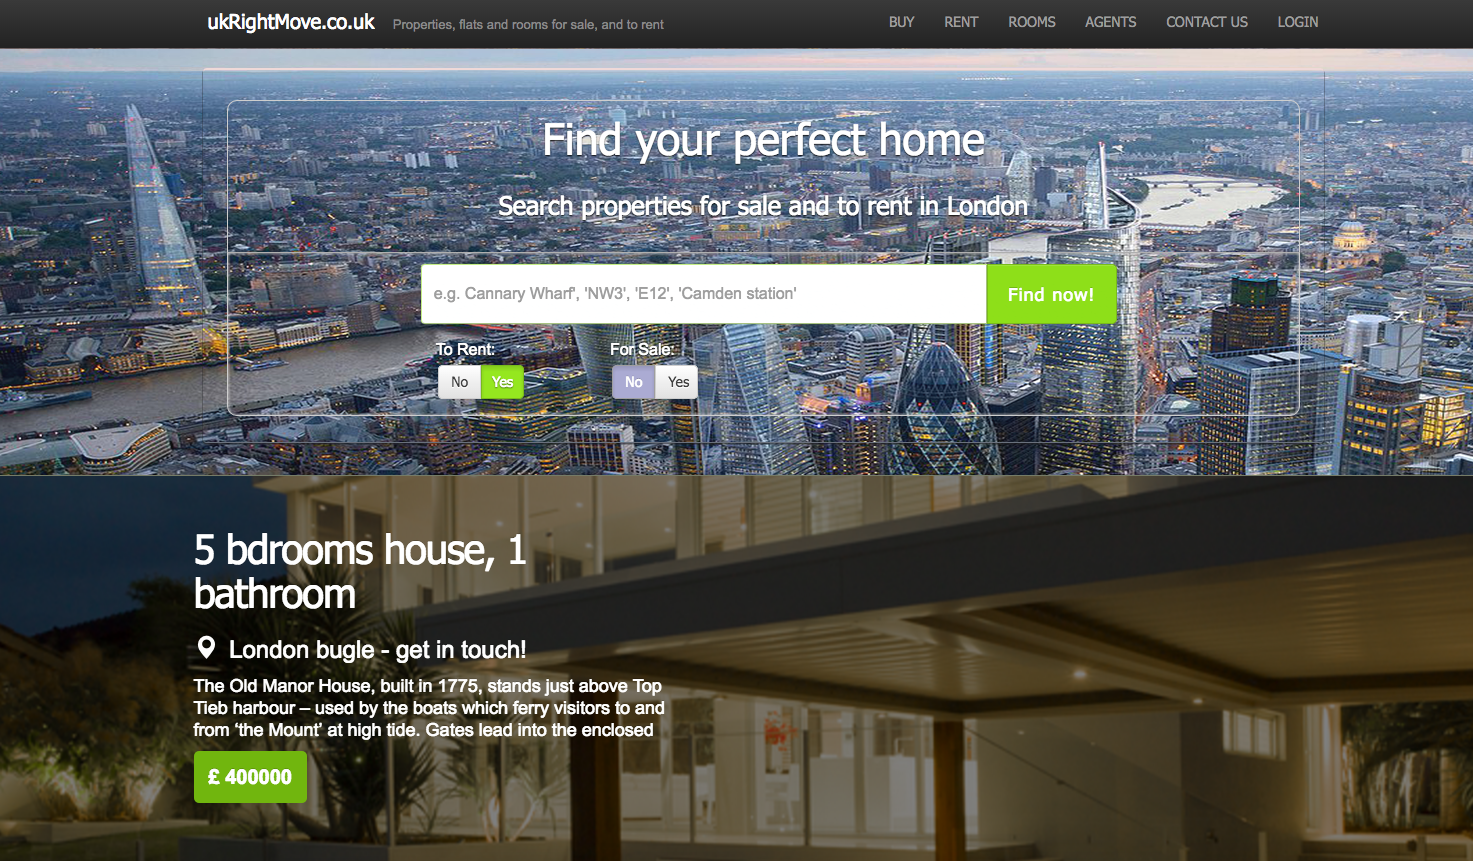 ukRightMove.co.uk Properties, flats and rooms for sale, and to rent BUY RENT ROOMS AGENTS CONTACT US LOGIN
Find your perfect home
Search properties for sale and to rent in London
e.g. Cannary Wharf', 'NW3', 'E12', 'Camden station' Find now!
To Rent: For Sale:
No Yes No Yes
5 bdrooms house, 1
bathroom
London bugle - get in touch!
The Old Manor House, built in 1775, stands just above Top
Tieb harbour – used by the boats which ferry visitors to and
from ‘the Mount’ at high tide. Gates lead into the enclosed
£ 400000